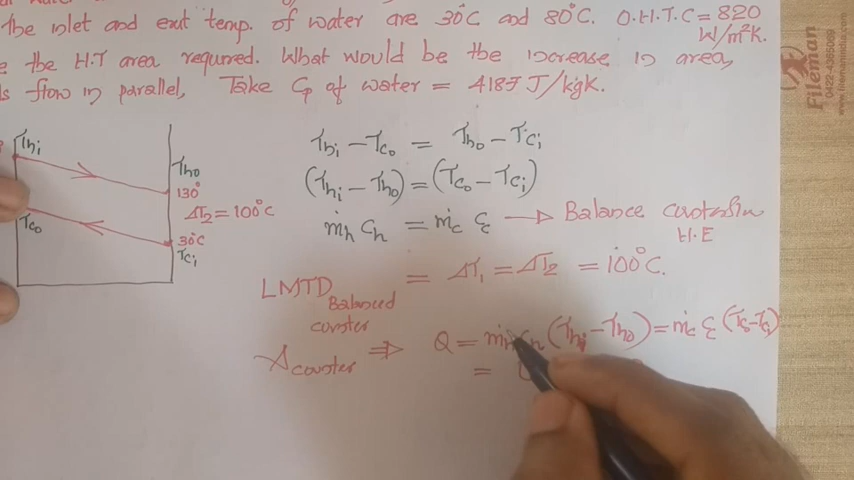 The inlet and exit temp. of water are 30°C and 80°C. O.H.T.C = 820
W/m²K.
e the H.T area required. What would be the increase in area,
s flow in parallel, Take Cp of water = 4187 J/kgK.
Thi
Tho
130°
ΔT2 = 100°C
Tco
30°C
Tci
Thi - Tco = Tho - Tci
(Thi - Tho) = (Tco - Tci)
ṁh Ch = ṁc Cc → Balance counterflow
H.E
LMTD Balanced counter = ΔT1 = ΔT2 = 100°C.
A counter ⇒ Q = ṁh Ch (Thi - Tho) = ṁc Cc (Tco - Tci)
=
Fileman
0422-4385069